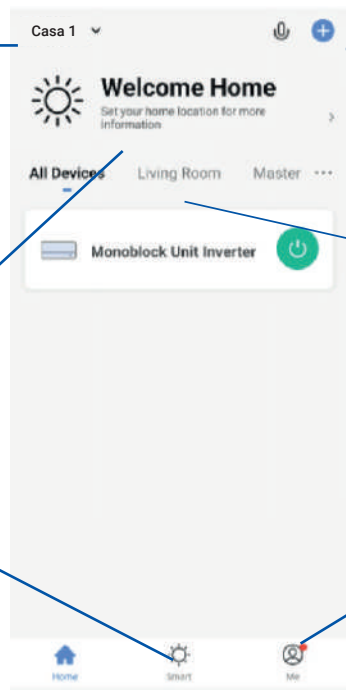 Casa 1
Welcome Home
Set your home location for more
information
All Devices Living Room Master ...
Monoblock Unit Inverter
Home Smart Me